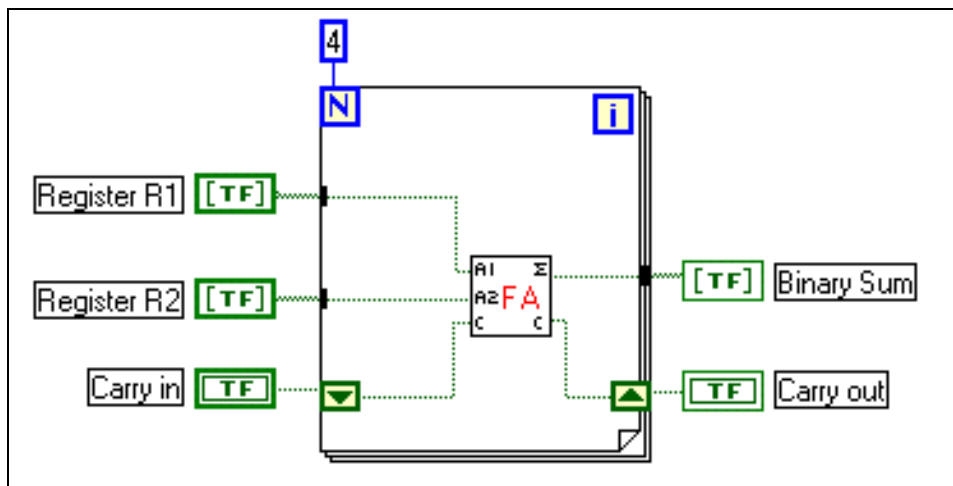 4
N
i
Register R1 [TF]
A1 Σ
Register R2 [TF]
A2 FA
[TF] Binary Sum
C C
Carry in TF
TF Carry out